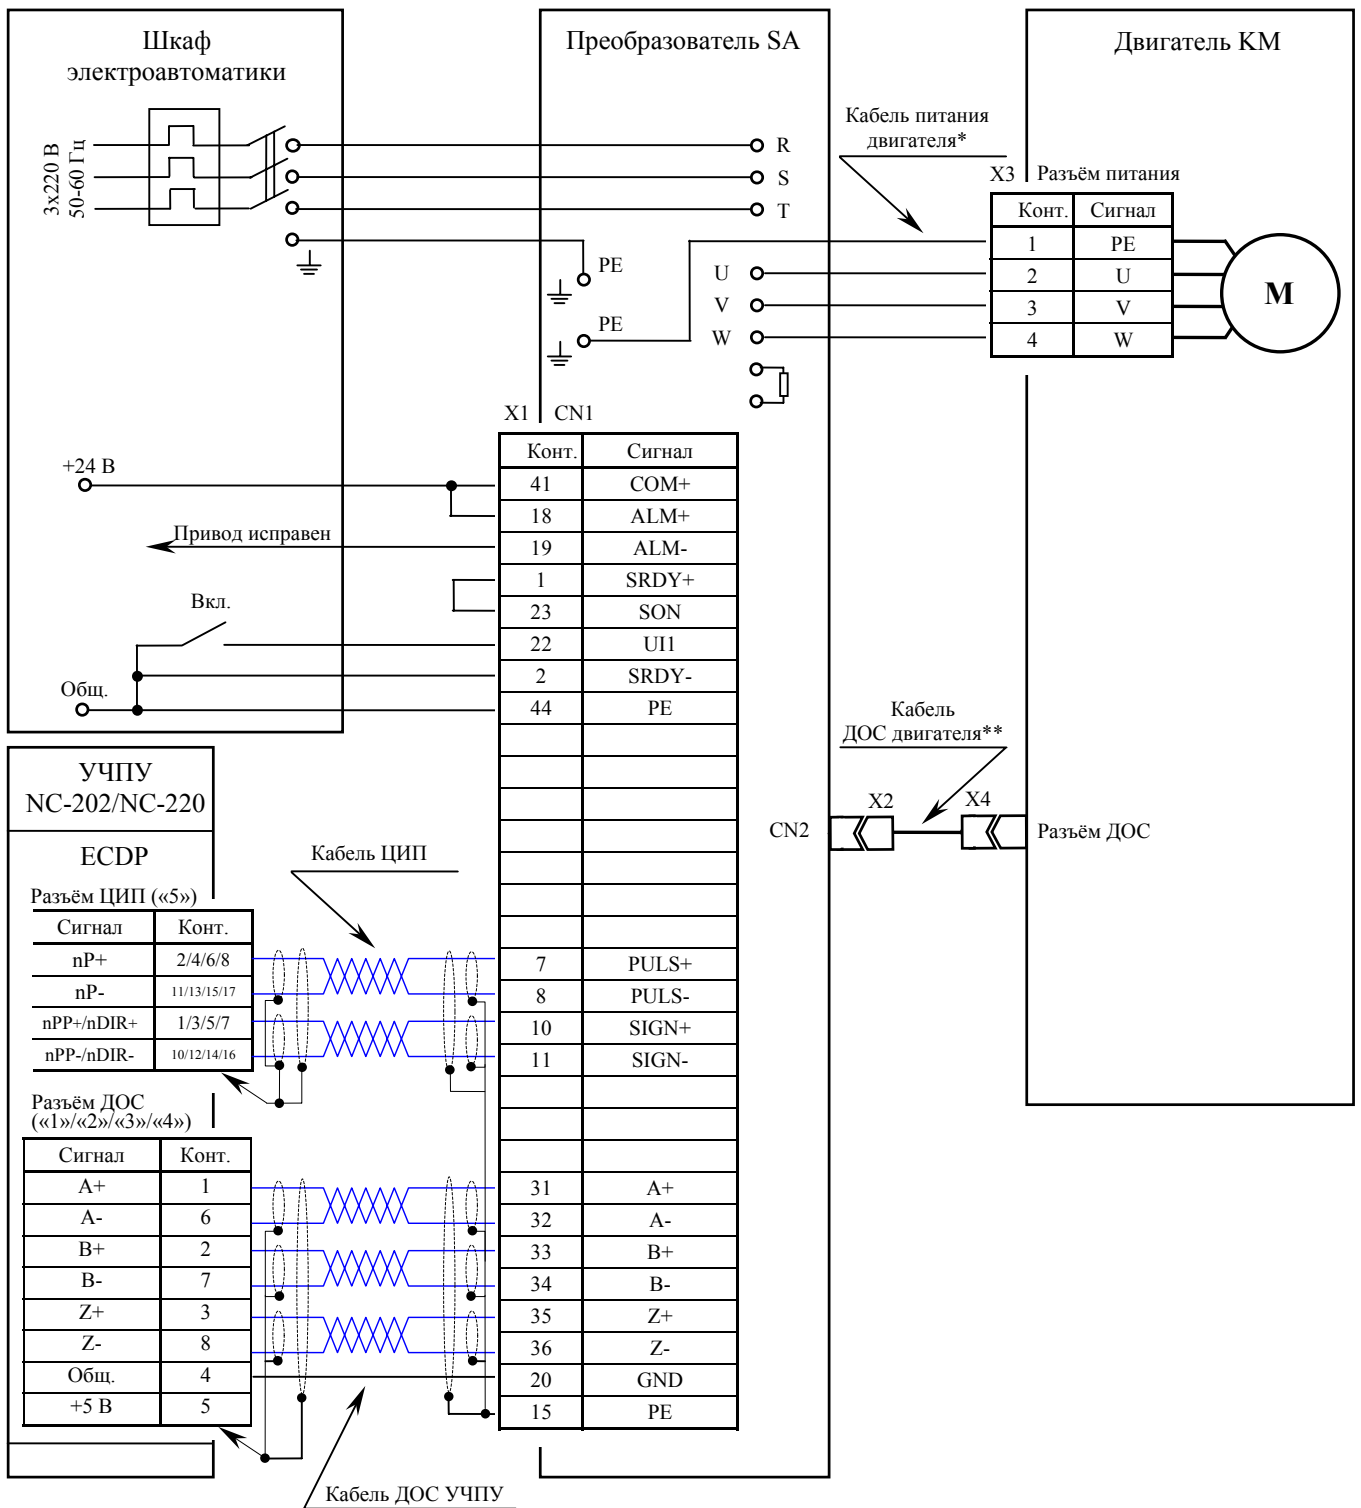 Шкаф
электроавтоматики
Преобразователь SA
Двигатель KM
3x220 В
50-60 Гц
R
S
T
PE
PE
U
V
W
Кабель питания
двигателя*
X3 Разъём питания
Конт. Сигнал
1 PE
2 U
3 V
4 W
M
X1 CN1
Конт. Сигнал
41 COM+
18 ALM+
19 ALM-
1 SRDY+
23 SON
22 UI1
2 SRDY-
44 PE
+24 В
Привод исправен
Вкл.
Общ.
Кабель
ДОС двигателя**
CN2
X2
X4
Разъём ДОС
УЧПУ
NC-202/NC-220
ECDP
Разъём ЦИП («5»)
Сигнал Конт.
nP+ 2/4/6/8
nP- 11/13/15/17
nPP+/nDIR+ 1/3/5/7
nPP-/nDIR- 10/12/14/16
Кабель ЦИП
7 PULS+
8 PULS-
10 SIGN+
11 SIGN-
Разъём ДОС
(«1»/«2»/«3»/«4»)
Сигнал Конт.
A+ 1
A- 6
B+ 2
B- 7
Z+ 3
Z- 8
Общ. 4
+5 В 5
31 A+
32 A-
33 B+
34 B-
35 Z+
36 Z-
20 GND
15 PE
Кабель ДОС УЧПУ